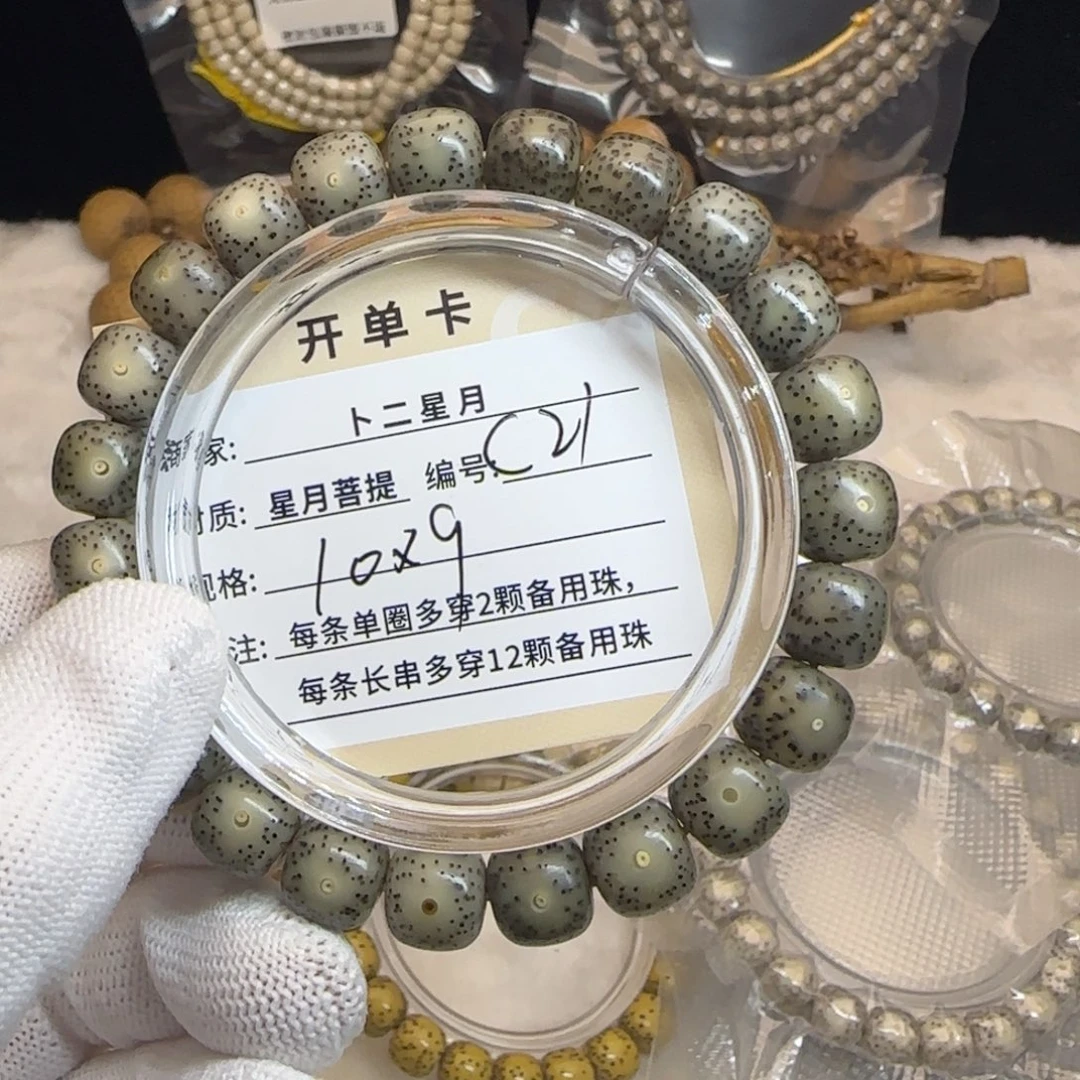 开单卡
商家: 卜二星月
材质: 星月菩提 编号: C21
规格: 10x9
注: 每条单圈多穿2颗备用珠,
每条长串多穿12颗备用珠